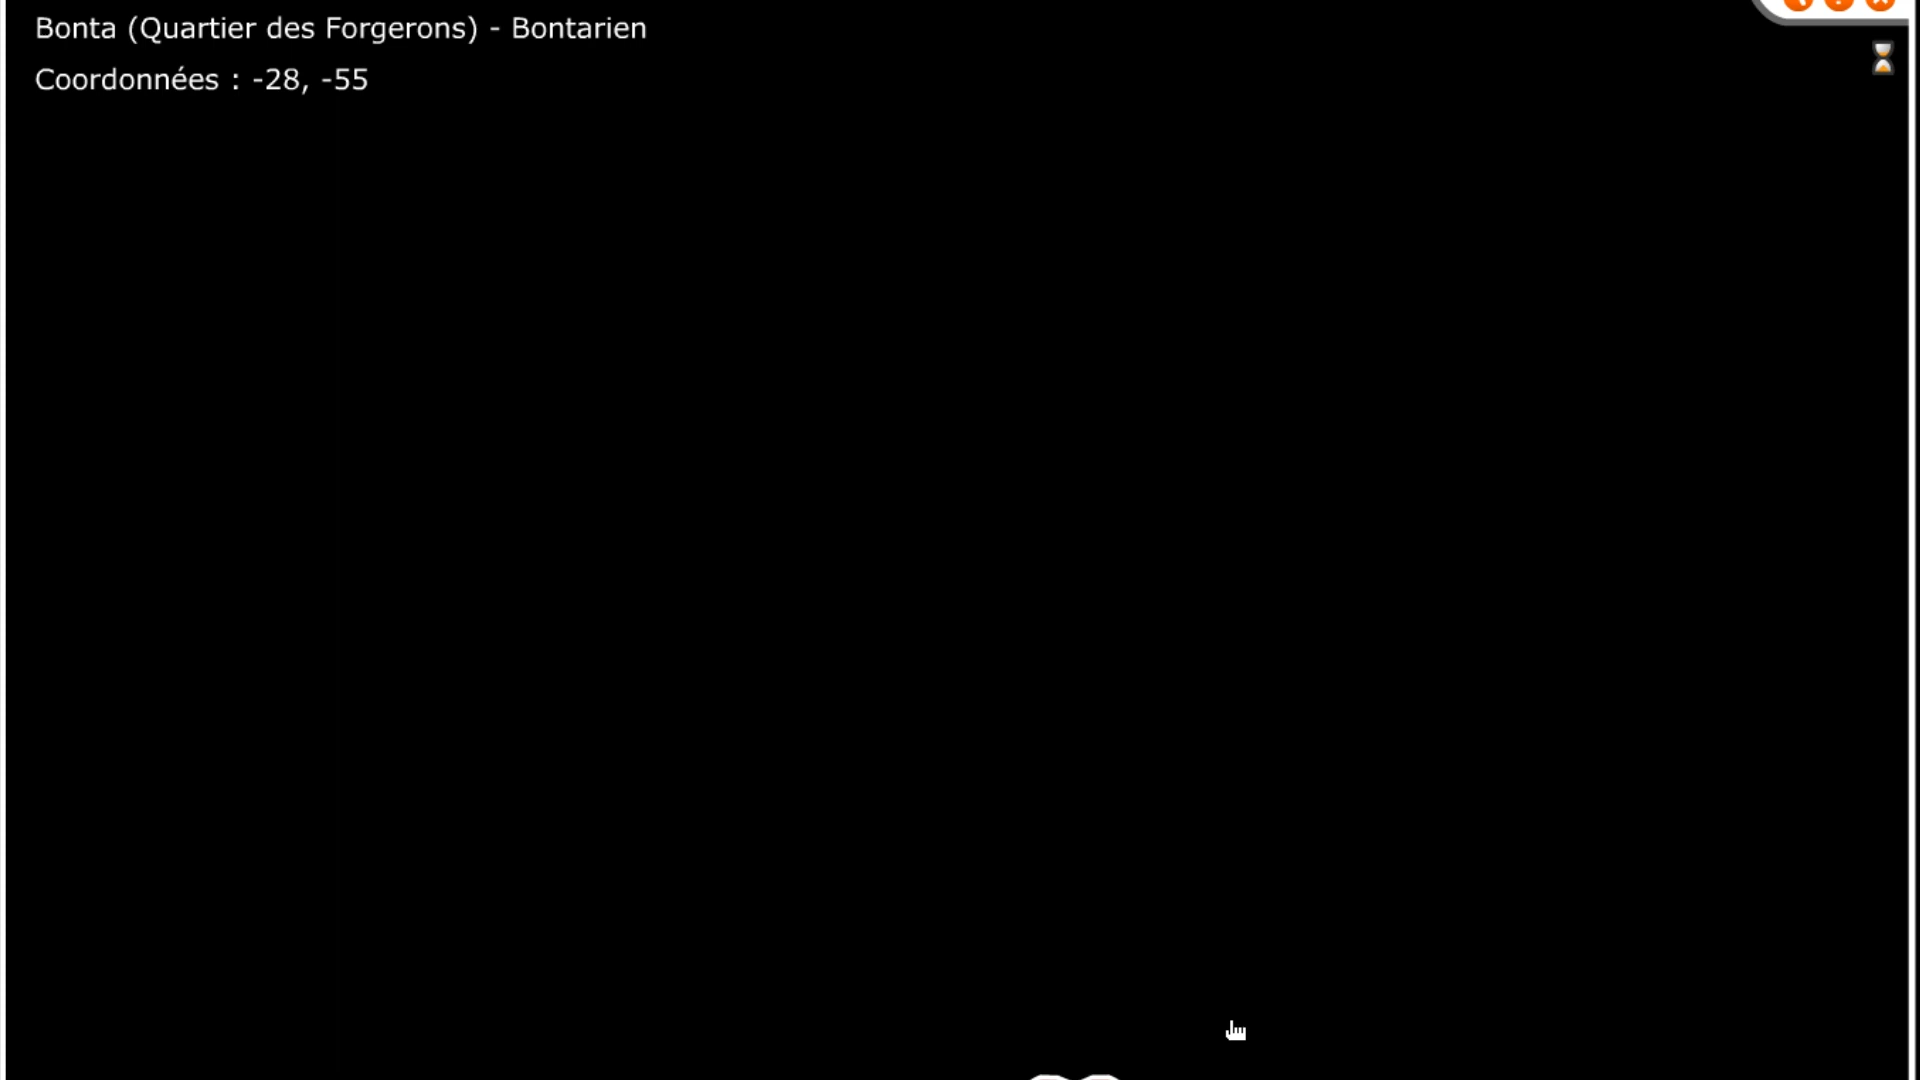 Bonta (Quartier des Forgerons) - Bontarien
Coordonnées : -28, -55